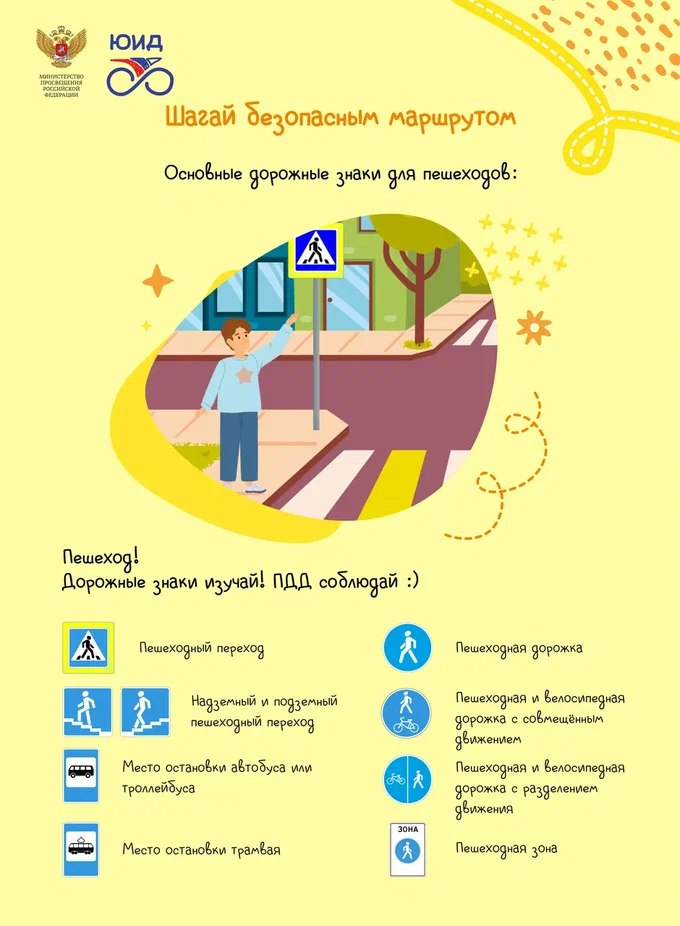 МИНИСТЕРСТВО
ПРОСВЕЩЕНИЯ
РОССИЙСКОЙ
ФЕДЕРАЦИИ
ЮИД
Шагай безопасным маршрутом
Основные дорожные знаки для пешеходов:
Пешеход!
Дорожные знаки изучай! ПДД соблюдай :)
Пешеходный переход
Надземный и подземный
пешеходный переход
Место остановки автобуса или
троллейбуса
Место остановки трамвая
Пешеходная дорожка
Пешеходная и велосипедная
дорожка с совмещённым
движением
Пешеходная и велосипедная
дорожка с разделением
движения
ЗОНА
Пешеходная зона